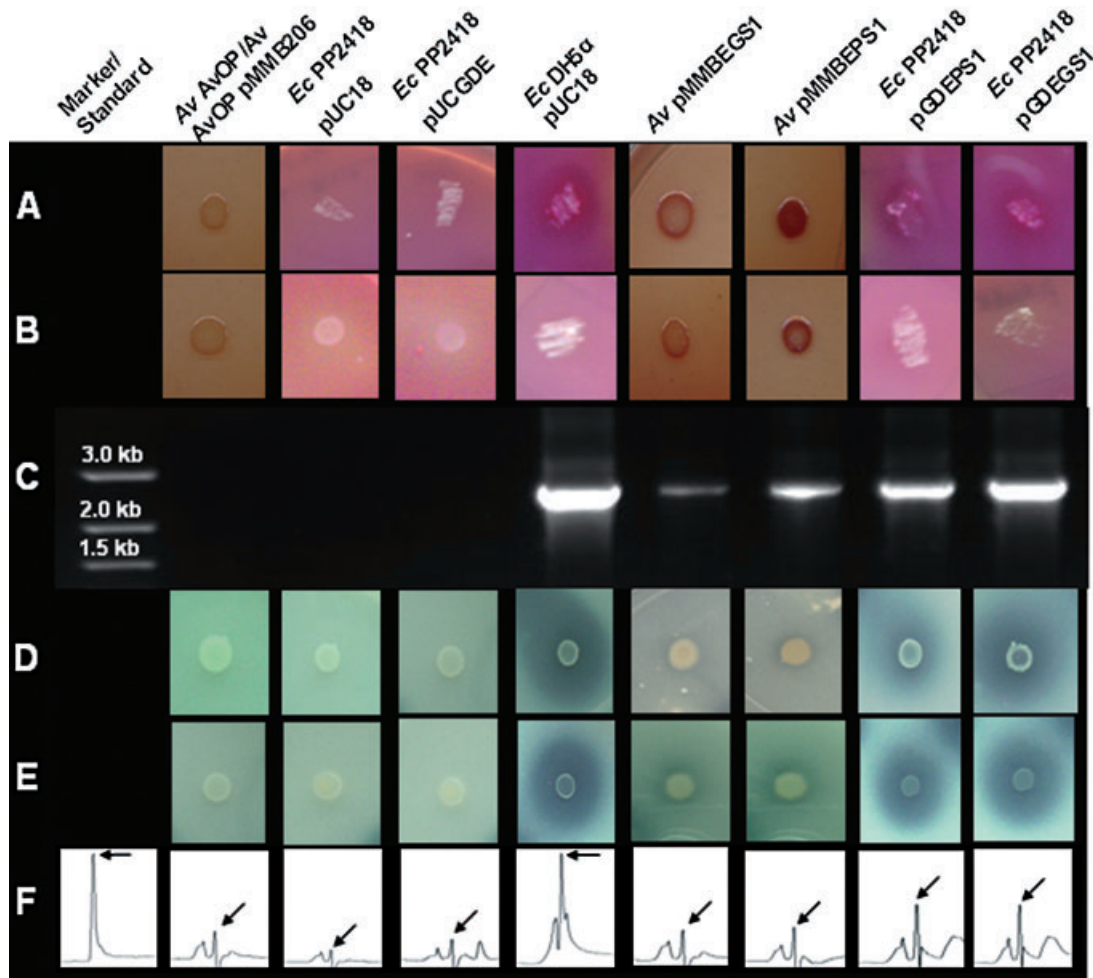 Marker/
Standard
Av AvOP/Av
AvOP pMMB206
Ec PP2418
pUC18
Ec PP2418
pUCGDE
Ec DH5α
pUC18
Av pMMBEGS1
Av pMMBEPS1
Ec PP2418
pGDEPS1
Ec PP2418
pGDEGS1
A
B
C
3.0 kb
2.0 kb
1.5 kb
D
E
F